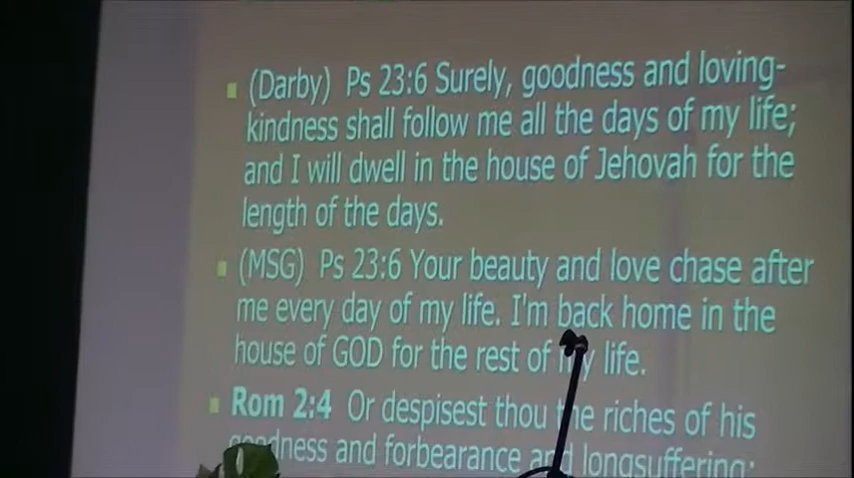 (Darby) Ps 23:6 Surely, goodness and loving-
kindness shall follow me all the days of my life;
and I will dwell in the house of Jehovah for the
length of the days.
(MSG) Ps 23:6 Your beauty and love chase after
me every day of my life. I'm back home in the
house of GOD for the rest of my life.
Rom 2:4 Or despisest thou the riches of his
goodness and forbearance and longsuffering;